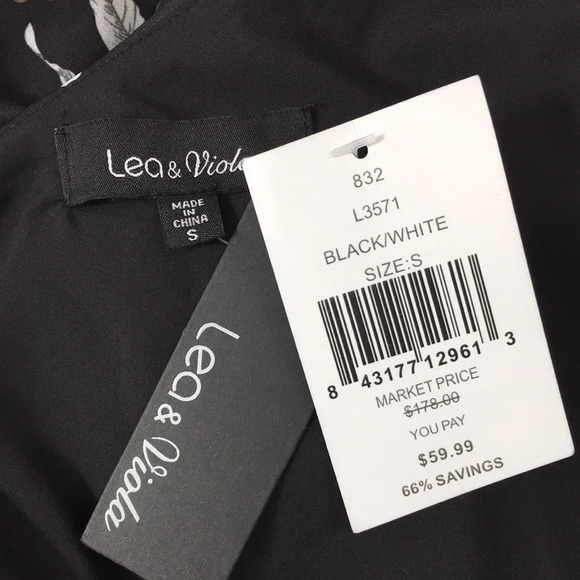 Lea & Viola
MADE
IN
CHINA
S
Lea & Viola
832
L3571
BLACK/WHITE
SIZE:S
8 43177 12961 3
MARKET PRICE
$178.00
YOU PAY
$59.99
66% SAVINGS